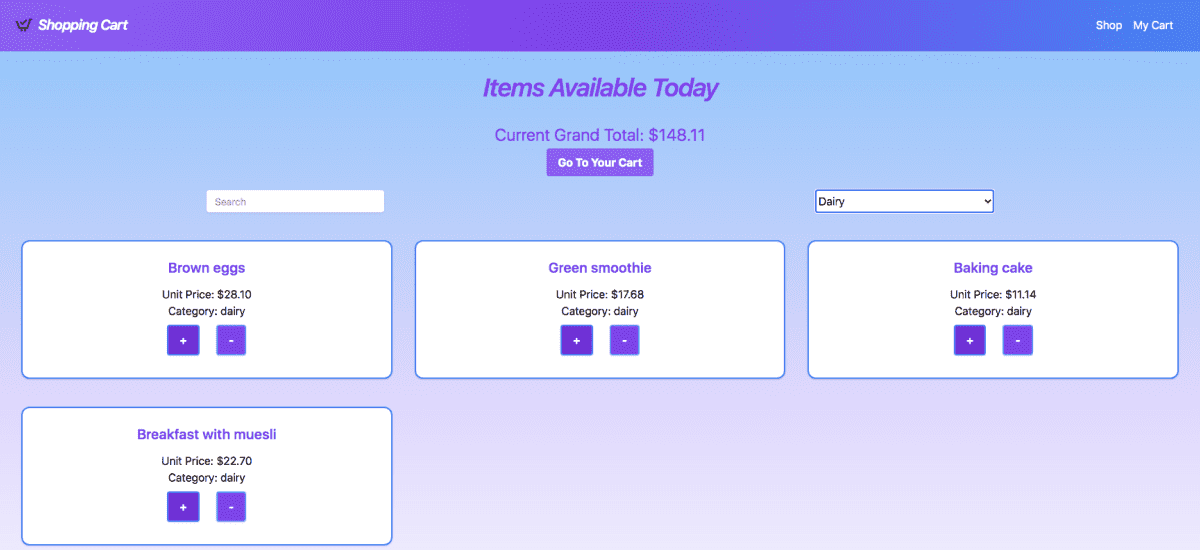 Shopping Cart
Shop
My Cart
Items Available Today
Current Grand Total: $148.11
Go To Your Cart
Search
Dairy
Brown eggs
Unit Price: $28.10
Category: dairy
+
-
Green smoothie
Unit Price: $17.68
Category: dairy
+
-
Baking cake
Unit Price: $11.14
Category: dairy
+
-
Breakfast with muesli
Unit Price: $22.70
Category: dairy
+
-